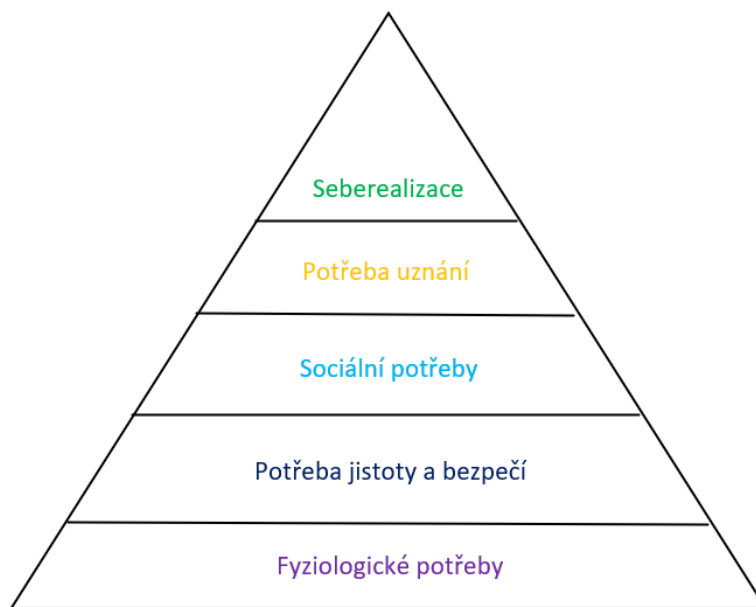 Seberealizace
Potřeba uznání
Sociální potřeby
Potřeba jistoty a bezpečí
Fyziologické potřeby